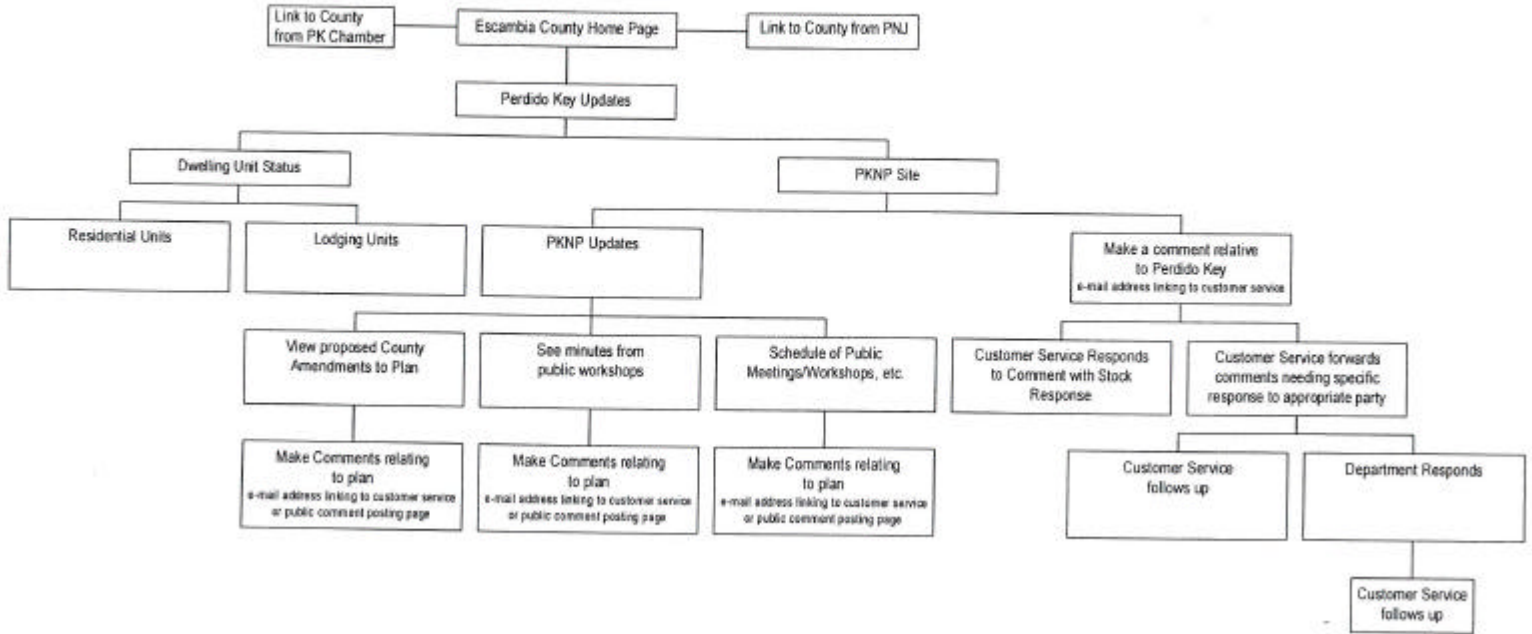 Link to County
from PK Chamber
Escambia County Home Page
Link to County from PNJ
Perdido Key Updates
Dwelling Unit Status
PKNP Site
Residential Units
Lodging Units
PKNP Updates
Make a comment relative
to Perdido Key
e-mail address linking to customer service
View proposed County
Amendments to Plan
See minutes from
public workshops
Schedule of Public
Meetings/Workshops, etc.
Customer Service Responds
to Comment with Stock
Response
Customer Service forwards
comments needing specific
response to appropriate party
Make Comments relating
to plan
e-mail address linking to customer service
or public comment posting page
Make Comments relating
to plan
e-mail address linking to customer service
or public comment posting page
Make Comments relating
to plan
e-mail address linking to customer service
or public comment posting page
Customer Service
follows up
Department Responds
Customer Service
follows up